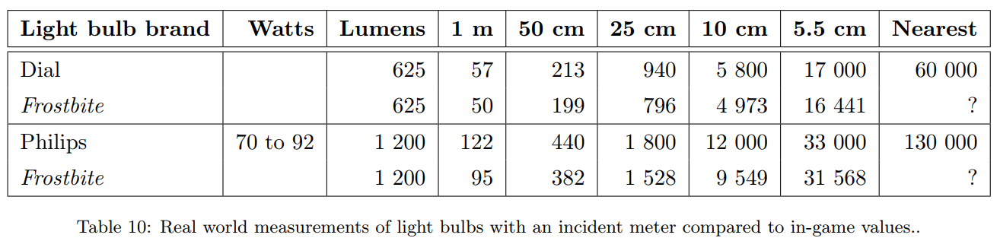 Light bulb brand Watts Lumens 1 m 50 cm 25 cm 10 cm 5.5 cm Nearest
Dial 625 57 213 940 5 800 17 000 60 000
Frostbite 625 50 199 796 4 973 16 441 ?
Philips 70 to 92 1 200 122 440 1 800 12 000 33 000 130 000
Frostbite 1 200 95 382 1 528 9 549 31 568 ?
Table 10: Real world measurements of light bulbs with an incident meter compared to in-game values..